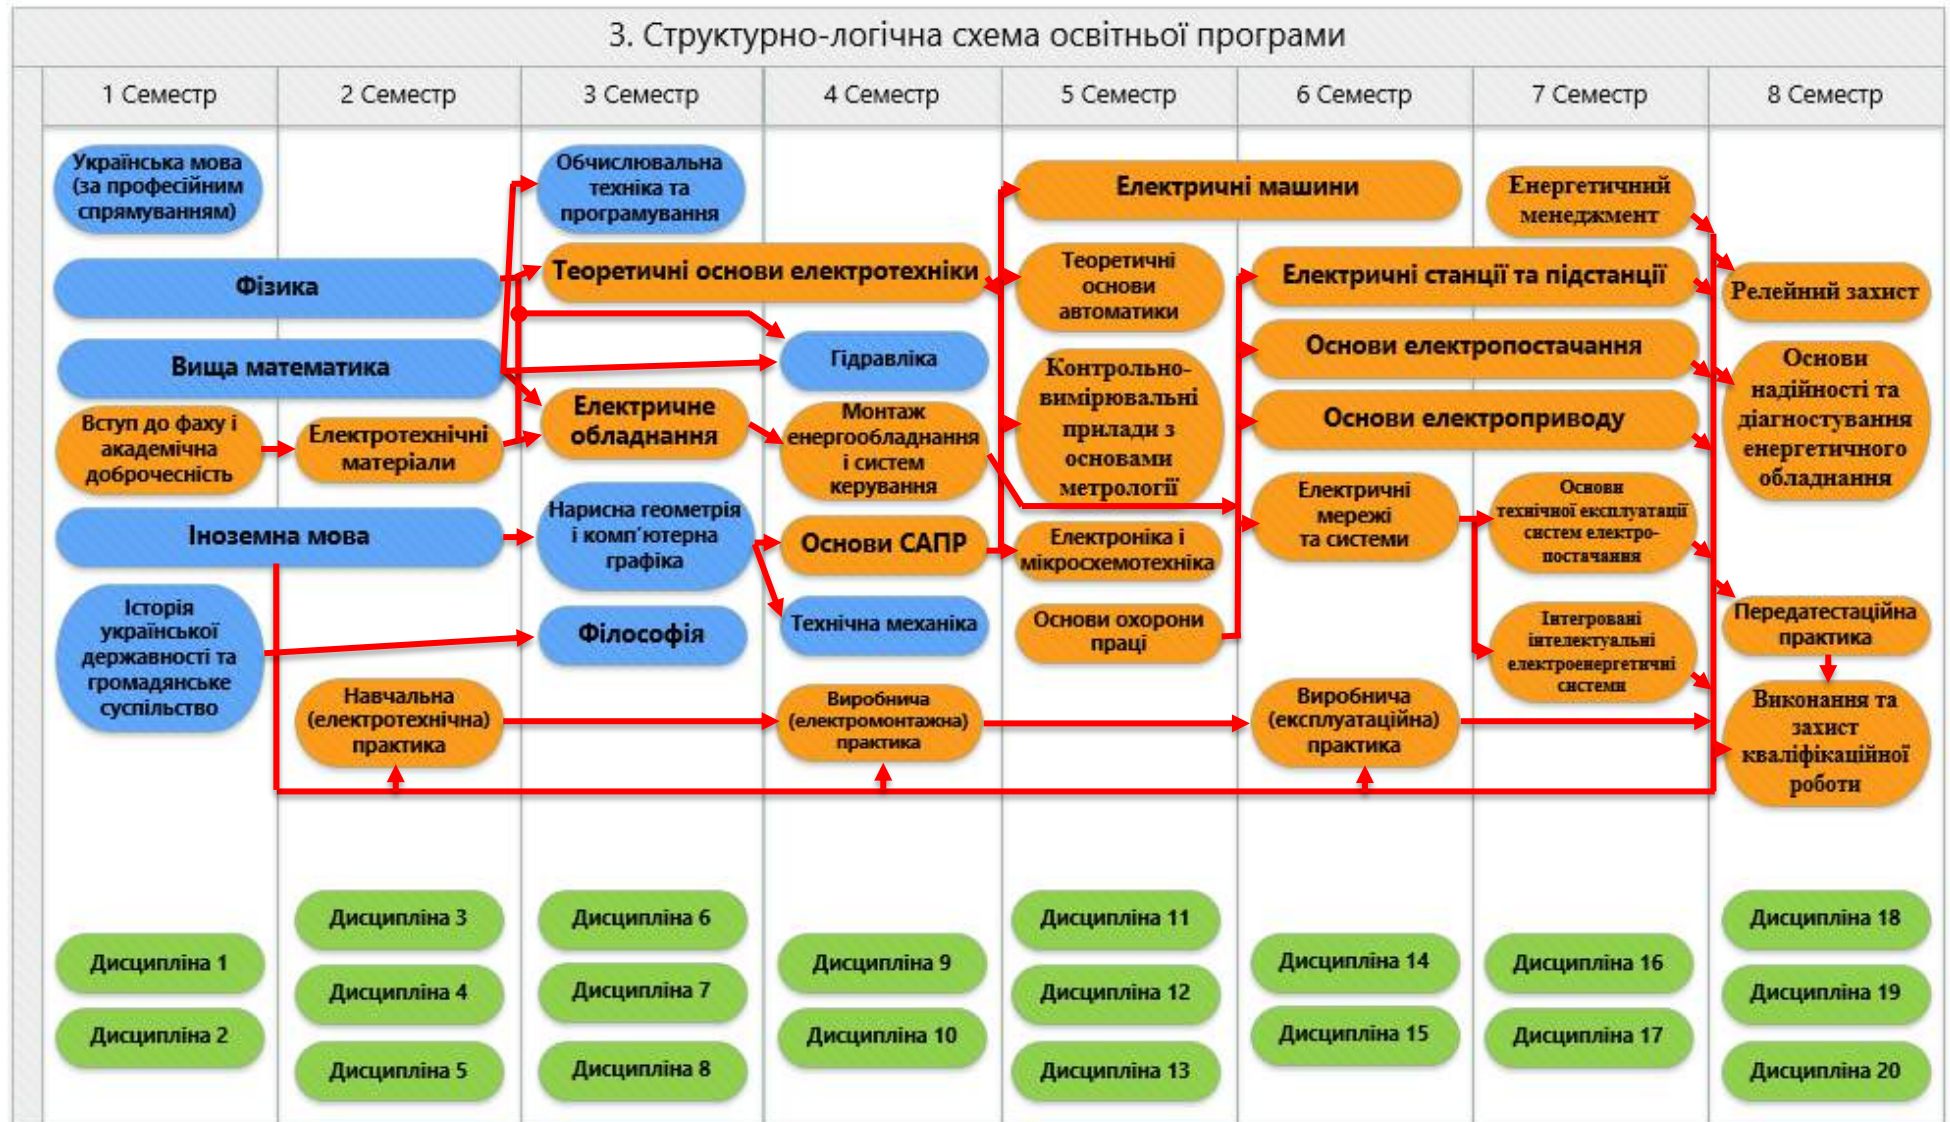 3. Структурно-логічна схема освітньої програми
1 Семестр
2 Семестр
3 Семестр
4 Семестр
5 Семестр
6 Семестр
7 Семестр
8 Семестр
Українська мова
(за професійним
спрямуванням)
Фізика
Вища математика
Вступ до фаху і
академічна
доброчесність
Іноземна мова
Історія
української
державності та
громадянське
суспільство
Електротехнічні
матеріали
Навчальна
(електротехнічна)
практика
Обчислювальна
техніка та
програмування
Теоретичні основи електротехніки
Електричне
обладнання
Нарисна геометрія
і комп’ютерна
графіка
Філософія
Гідравліка
Монтаж
енергообладнання
і систем
керування
Основи САПР
Технічна механіка
Виробнича
(електромонтажна)
практика
Електричні машини
Теоретичні
основи
автоматики
Контрольно-
вимірювальні
прилади з
основами
метрології
Електроніка і
мікросхемотехніка
Основи охорони
праці
Електричні станції та підстанції
Основи електропостачання
Основи електроприводу
Електричні
мережі
та системи
Виробнича
(експлуатаційна)
практика
Енергетичний
менеджмент
Основи
технічної експлуатації
систем електро-
постачання
Інтегровані
інтелектуальні
електроенергетичні
системи
Релейний захист
Основи
надійності та
діагностування
енергетичного
обладнання
Передатестаційна
практика
Виконання та
захист
кваліфікаційної
роботи
Дисципліна 1
Дисципліна 2
Дисципліна 3
Дисципліна 4
Дисципліна 5
Дисципліна 6
Дисципліна 7
Дисципліна 8
Дисципліна 9
Дисципліна 10
Дисципліна 11
Дисципліна 12
Дисципліна 13
Дисципліна 14
Дисципліна 15
Дисципліна 16
Дисципліна 17
Дисципліна 18
Дисципліна 19
Дисципліна 20